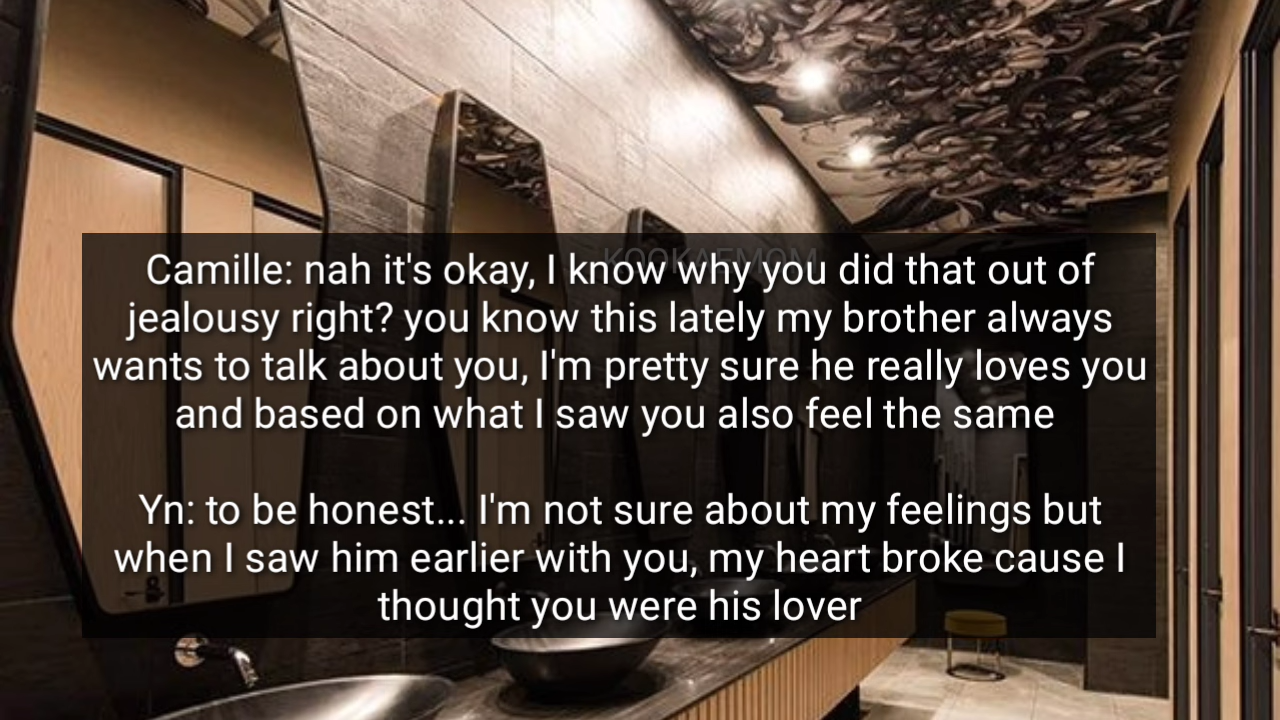 KOOKAEMOM
Camille: nah it's okay, I know why you did that out of
jealousy right? you know this lately my brother always
wants to talk about you, I'm pretty sure he really loves you
and based on what I saw you also feel the same
Yn: to be honest... I'm not sure about my feelings but
when I saw him earlier with you, my heart broke cause I
thought you were his lover